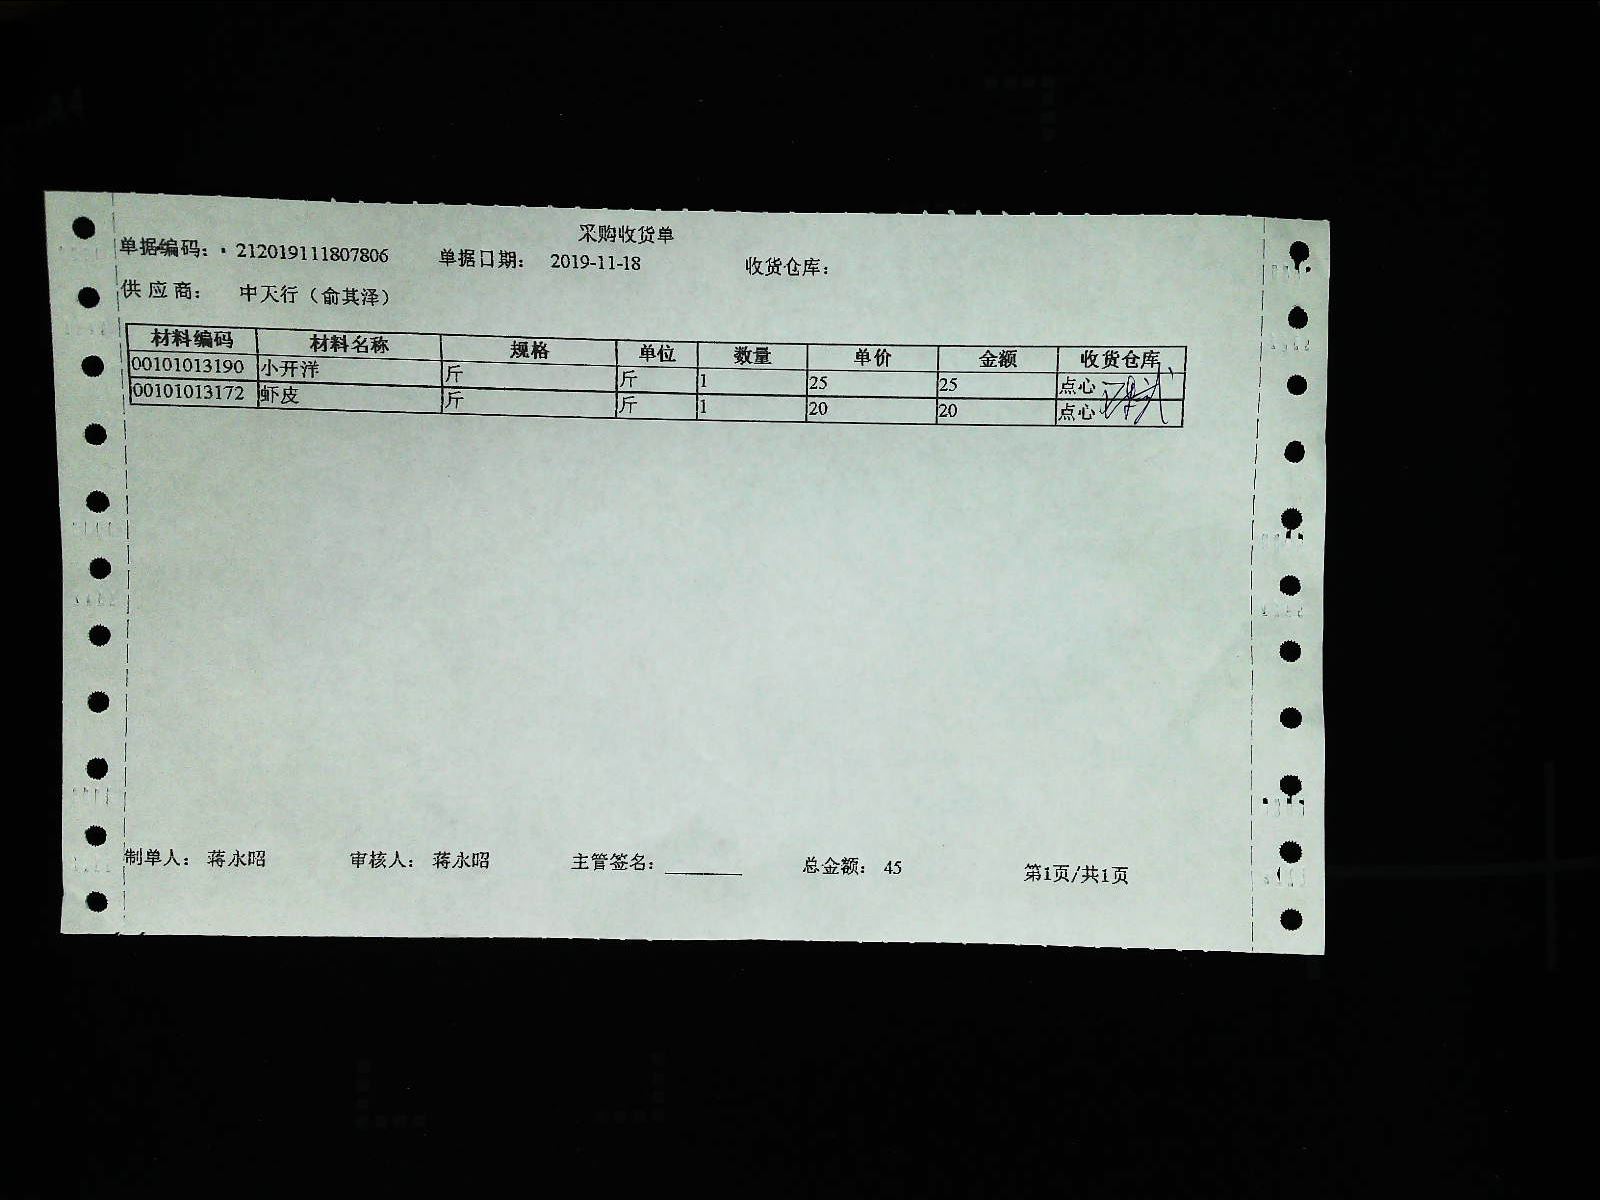 采购收货单
单据编码： 212019111807806 单据日期： 2019-11-18 收货仓库：
供 应 商： 中天行（俞其泽）
材料编码 材料名称 规格 单位 数量 单价 金额 收货仓库
00101013190 小开洋 斤 斤 1 25 25 点心
00101013172 虾皮 斤 斤 1 20 20 点心
制单人： 蒋永昭 审核人： 蒋永昭 主管签名： 总金额： 45 第1页/共1页